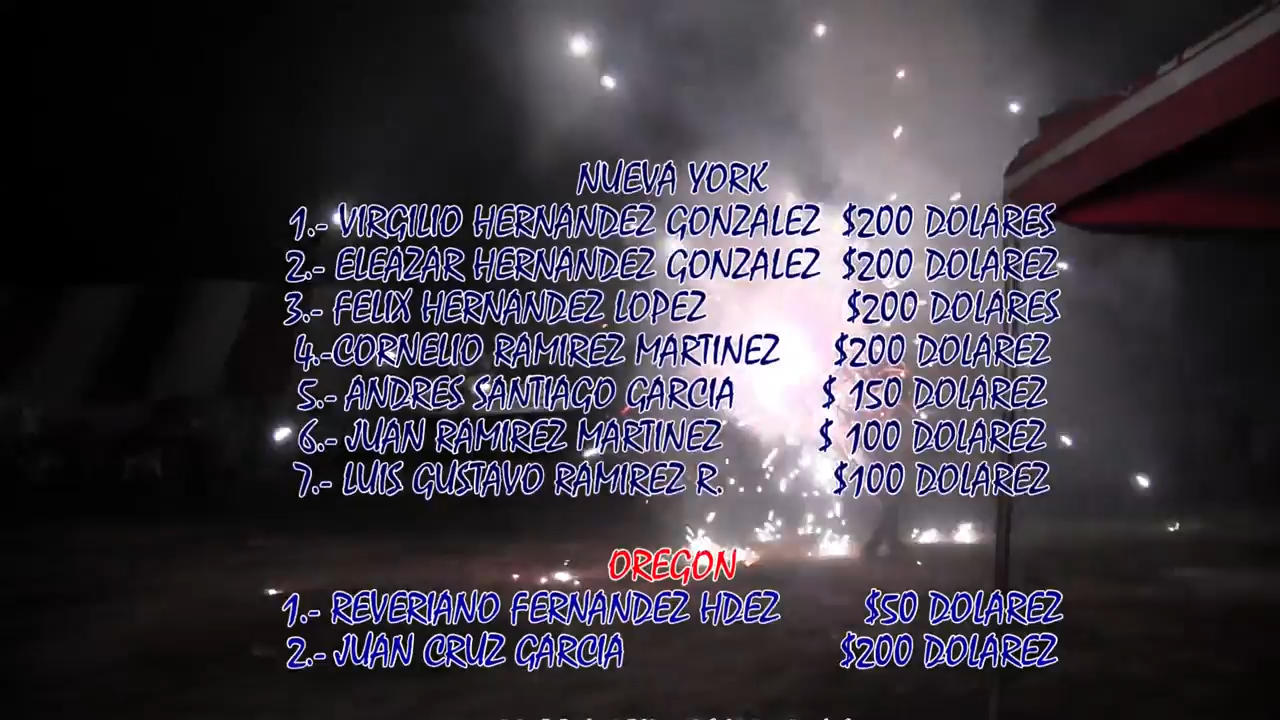 NUEVA YORK
1.- VIRGILIO HERNANDEZ GONZALEZ $200 DOLARES
2.- ELEAZAR HERNANDEZ GONZALEZ $200 DOLAREZ
3.- FELIX HERNANDEZ LOPEZ $200 DOLARES
4.-CORNELIO RAMIREZ MARTINEZ $200 DOLAREZ
5.- ANDRES SANTIAGO GARCIA $ 150 DOLAREZ
6.- JUAN RAMIREZ MARTINEZ $ 100 DOLAREZ
7.- LUIS GUSTAVO RAMIREZ R. $100 DOLAREZ
OREGON
1.- REVERIANO FERNANDEZ HDEZ $50 DOLAREZ
2.- JUAN CRUZ GARCIA $200 DOLAREZ